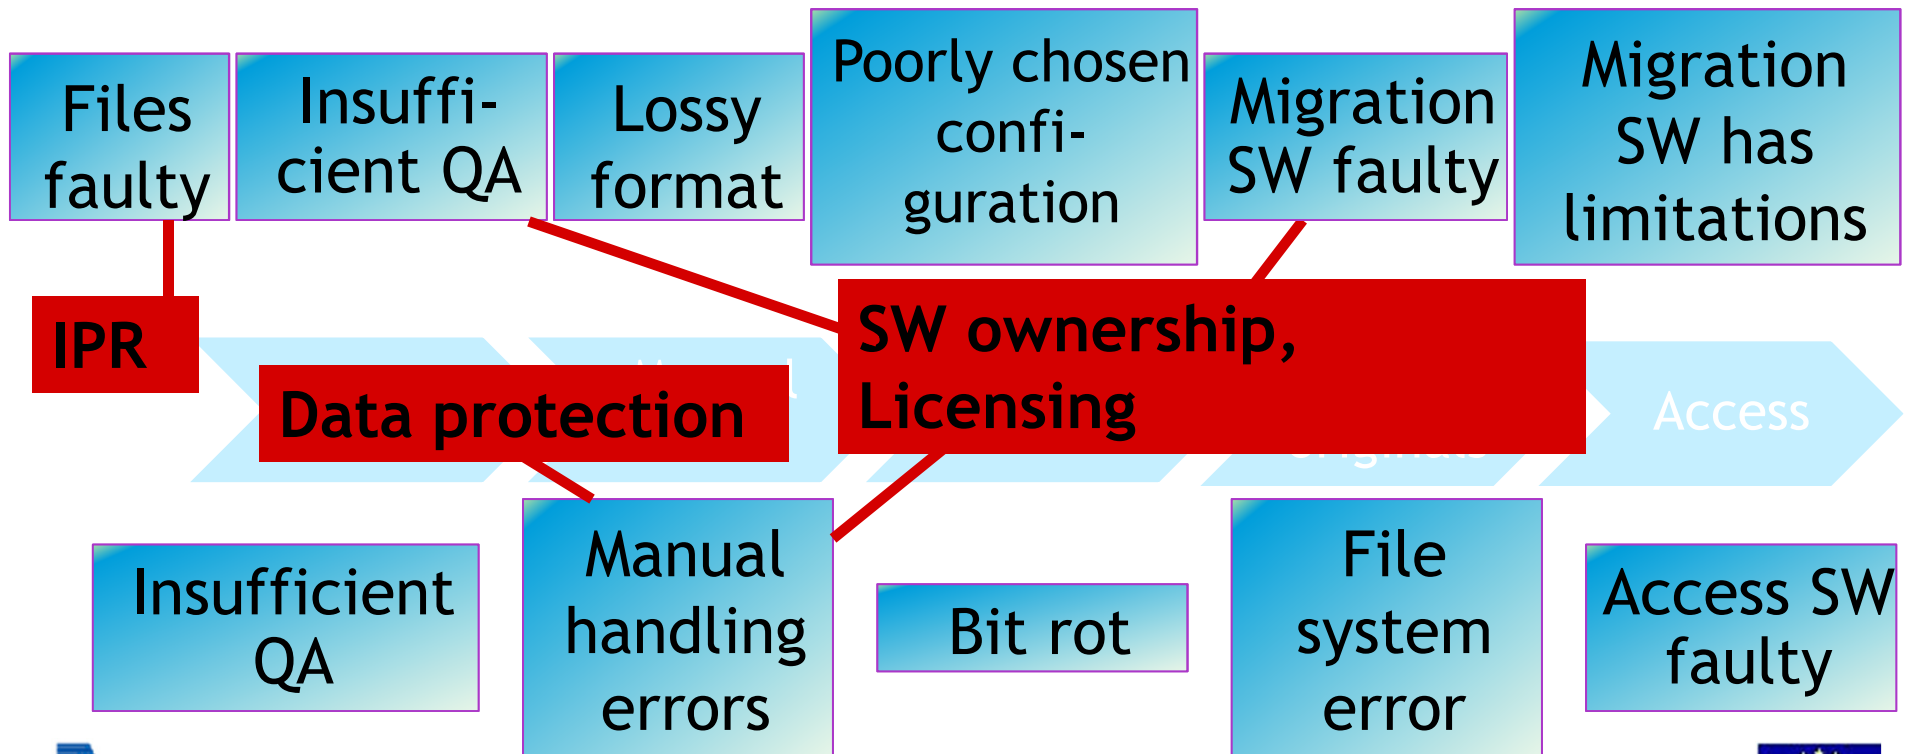 Files
faulty
Insuffi-
cient QA
Lossy
format
Poorly chosen
confi-
guration
Migration
SW faulty
Migration
SW has
limitations
IPR
Data protection
SW ownership,
Licensing
Access
Insufficient
QA
Manual
handling
errors
Bit rot
File
system
error
Access SW
faulty